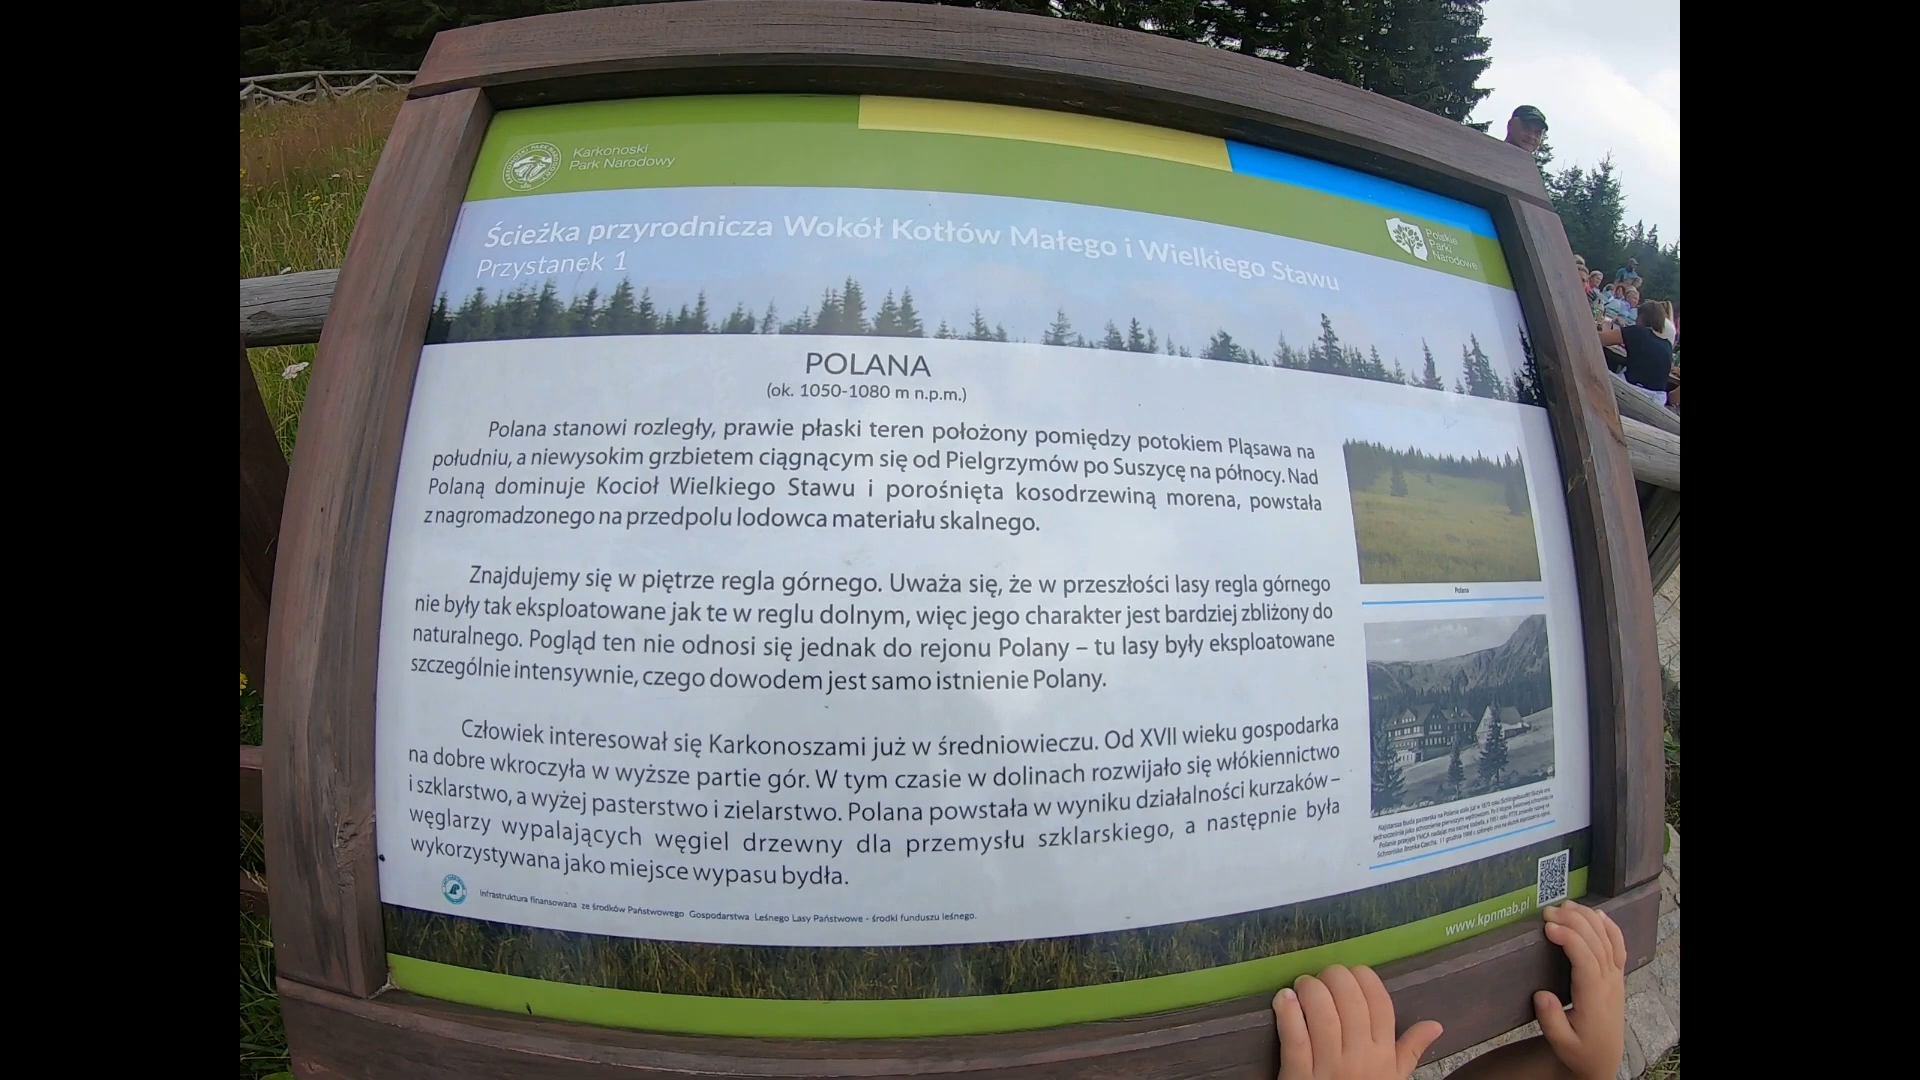 Karkonoski
Park Narodowy
Polskie
Parki
Narodowe
Ścieżka przyrodnicza Wokół Kotłów Małego i Wielkiego Stawu
Przystanek 1
POLANA
(ok. 1050-1080 m n.p.m.)
Polana stanowi rozległy, prawie płaski teren położony pomiędzy potokiem Pląsawa na
południu, a niewysokim grzbietem ciągnącym się od Pielgrzymów po Suszycę na północy. Nad
Polaną dominuje Kocioł Wielkiego Stawu i porośnięta kosodrzewiną morena, powstała
z nagromadzonego na przedpolu lodowca materiału skalnego.
Znajdujemy się w piętrze regla górnego. Uważa się, że w przeszłości lasy regla górnego
nie były tak eksploatowane jak te w reglu dolnym, więc jego charakter jest bardziej zbliżony do
naturalnego. Pogląd ten nie odnosi się jednak do rejonu Polany – tu lasy były eksploatowane
szczególnie intensywnie, czego dowodem jest samo istnienie Polany.
Człowiek interesował się Karkonoszami już w średniowieczu. Od XVII wieku gospodarka
na dobre wkroczyła w wyższe partie gór. W tym czasie w dolinach rozwijało się włókiennictwo
i szklarstwo, a wyżej pasterstwo i zielarstwo. Polana powstała w wyniku działalności kurzaków –
węglarzy wypalających węgiel drzewny dla przemysłu szklarskiego, a następnie była
wykorzystywana jako miejsce wypasu bydła.
Polana
Infrastruktura finansowana ze środków Państwowego Gospodarstwa Leśnego Lasy Państwowe - środki funduszu leśnego.
www.kpnmab.pl